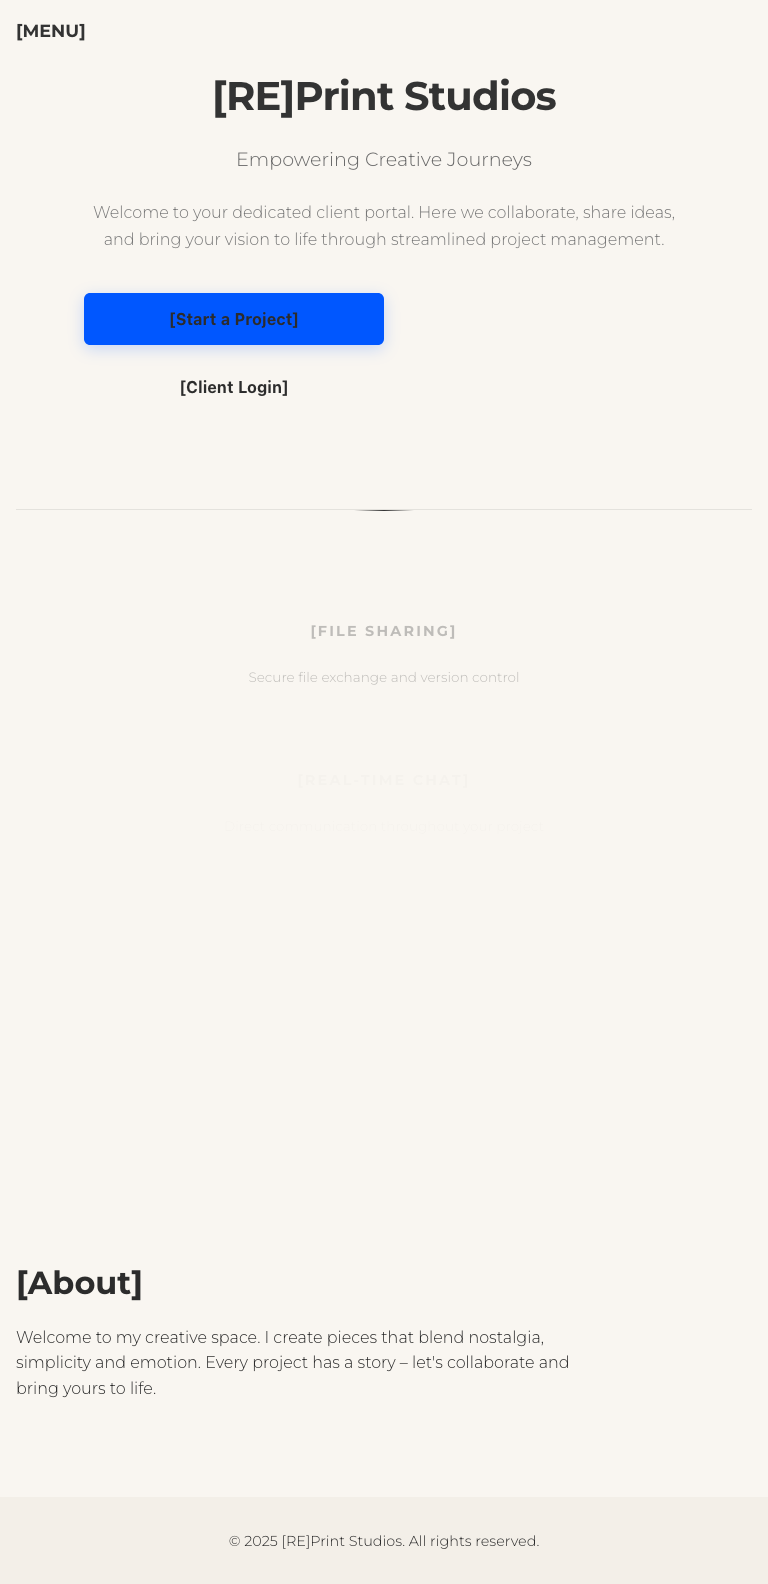 [MENU]
[RE]Print Studios
Empowering Creative Journeys
Welcome to your dedicated client portal. Here we collaborate, share ideas,
and bring your vision to life through streamlined project management.
[Start a Project]
[Client Login]
[FILE SHARING]
Secure file exchange and version control
[REAL-TIME CHAT]
[About]
Welcome to my creative space. I create pieces that blend nostalgia,
simplicity and emotion. Every project has a story – let's collaborate and
bring yours to life.
© 2025 [RE]Print Studios. All rights reserved.